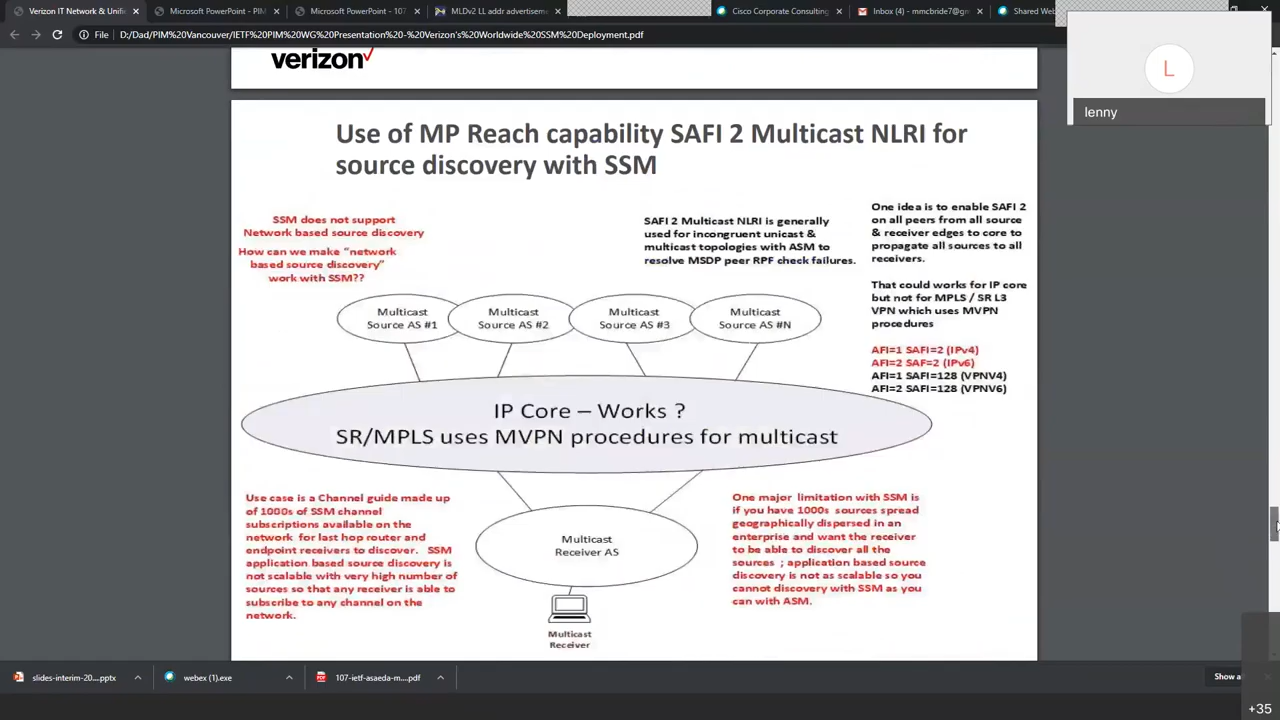 Verizon IT Network & Unifi
Microsoft PowerPoint - PIM
Microsoft PowerPoint - 107
MLDv2 LL addr advertiseme
Cisco Corporate Consulting
Inbox (4) - mmcbride7@gm
Shared Web
File
D:/Dad/PIM%20Vancouver/IETF%20PIM%20WG%20Presentation%20-%20Verizon's%20Worldwide%20SSM%20Deployment.pdf
L
lenny
verizon
Use of MP Reach capability SAFI 2 Multicast NLRI for
source discovery with SSM
SSM does not support
Network based source discovery
How can we make "network
based source discovery"
work with SSM??
SAFI 2 Multicast NLRI is generally
used for incongruent unicast &
multicast topologies with ASM to
resolve MSDP peer RPF check failures.
One idea is to enable SAFI 2
on all peers from all source
& receiver edges to core to
propagate all sources to all
receivers.
That could works for IP core
but not for MPLS / SR L3
VPN which uses MVPN
procedures
AFI=1 SAFI=2 (IPv4)
AFI=2 SAF=2 (IPv6)
AFI=1 SAFI=128 (VPNV4)
AFI=2 SAFI=128 (VPNV6)
Multicast
Source AS #1
Multicast
Source AS #2
Multicast
Source AS #3
Multicast
Source AS #N
IP Core – Works ?
SR/MPLS uses MVPN procedures for multicast
Use case is a Channel guide made up
of 1000s of SSM channel
subscriptions available on the
network for last hop router and
endpoint receivers to discover. SSM
application based source discovery is
not scalable with very high number of
sources so that any receiver is able to
subscribe to any channel on the
network.
Multicast
Receiver AS
Multicast
Receiver
One major limitation with SSM is
if you have 1000s sources spread
geographically dispersed in an
enterprise and want the receiver
to be able to discover all the
sources ; application based source
discovery is not as scalable so you
cannot discovery with SSM as you
can with ASM.
slides-interim-20....pptx
webex (1).exe
107-ietf-asaeda-m....pdf
Show a
+35